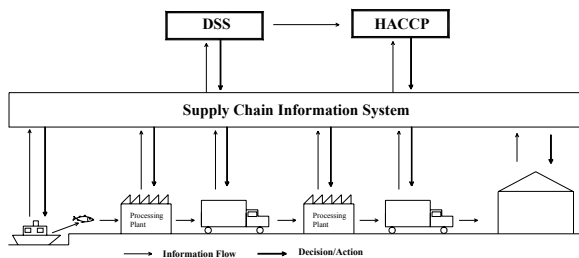 DSS
HACCP
Supply Chain Information System
Processing
Plant
Processing
Plant
Information Flow
Decision/Action